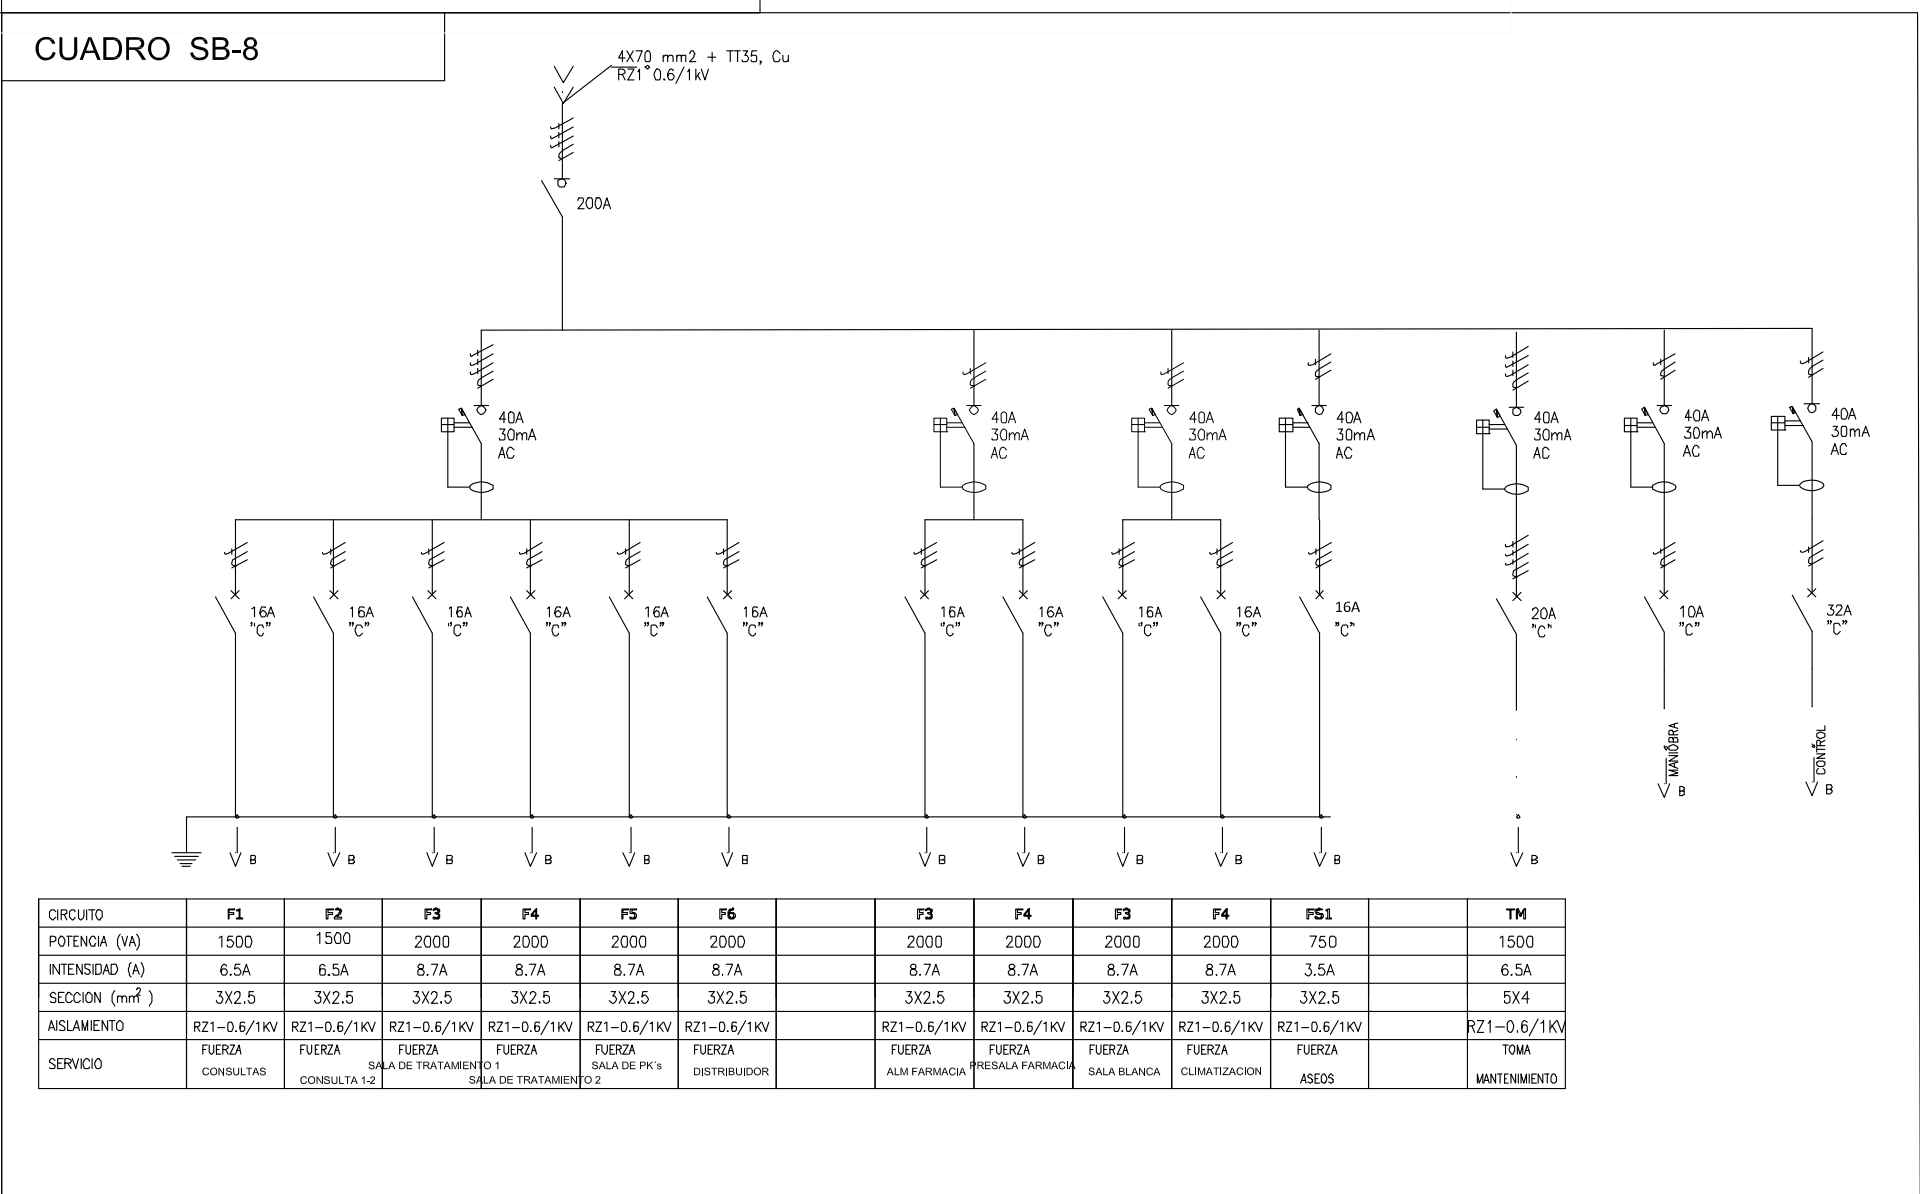 CUADRO SB-8
4X70 mm2 + TT35, Cu
RZ1 0.6/1kV
200A
40A
30mA
AC
40A
30mA
AC
40A
30mA
AC
40A
30mA
AC
40A
30mA
AC
40A
30mA
AC
40A
30mA
AC
16A
"C"
16A
"C"
16A
"C"
16A
"C"
16A
"C"
16A
"C"
16A
"C"
16A
"C"
16A
"C"
16A
"C"
16A
"C"
20A
"C"
10A
"C"
32A
"C"
MANIOBRA
CONTROL
B B
B B B B B B B B B B B B
CIRCUITO F1 F2 F3 F4 F5 F6 F3 F4 F3 F4 FS1 TM
POTENCIA (VA) 1500 1500 2000 2000 2000 2000 2000 2000 2000 2000 750 1500
INTENSIDAD (A) 6.5A 6.5A 8.7A 8.7A 8.7A 8.7A 8.7A 8.7A 8.7A 8.7A 3.5A 6.5A
SECCION (mm2) 3X2.5 3X2.5 3X2.5 3X2.5 3X2.5 3X2.5 3X2.5 3X2.5 3X2.5 3X2.5 3X2.5 5X4
AISLAMIENTO RZ1-0.6/1KV RZ1-0.6/1KV RZ1-0.6/1KV RZ1-0.6/1KV RZ1-0.6/1KV RZ1-0.6/1KV RZ1-0.6/1KV RZ1-0.6/1KV RZ1-0.6/1KV RZ1-0.6/1KV RZ1-0.6/1KV RZ1-0.6/1KV
SERVICIO
FUERZA FUERZA FUERZA FUERZA FUERZA FUERZA FUERZA FUERZA FUERZA FUERZA FUERZA TOMA
CONSULTAS
CONSULTA 1-2
SALA DE TRATAMIENTO 1
SALA DE TRATAMIENTO 2
SALA DE PK´s
DISTRIBUIDOR
ALM FARMACIA
PRESALA FARMACIA
SALA BLANCA
CLIMATIZACION
ASEOS
MANTENIMIENTO